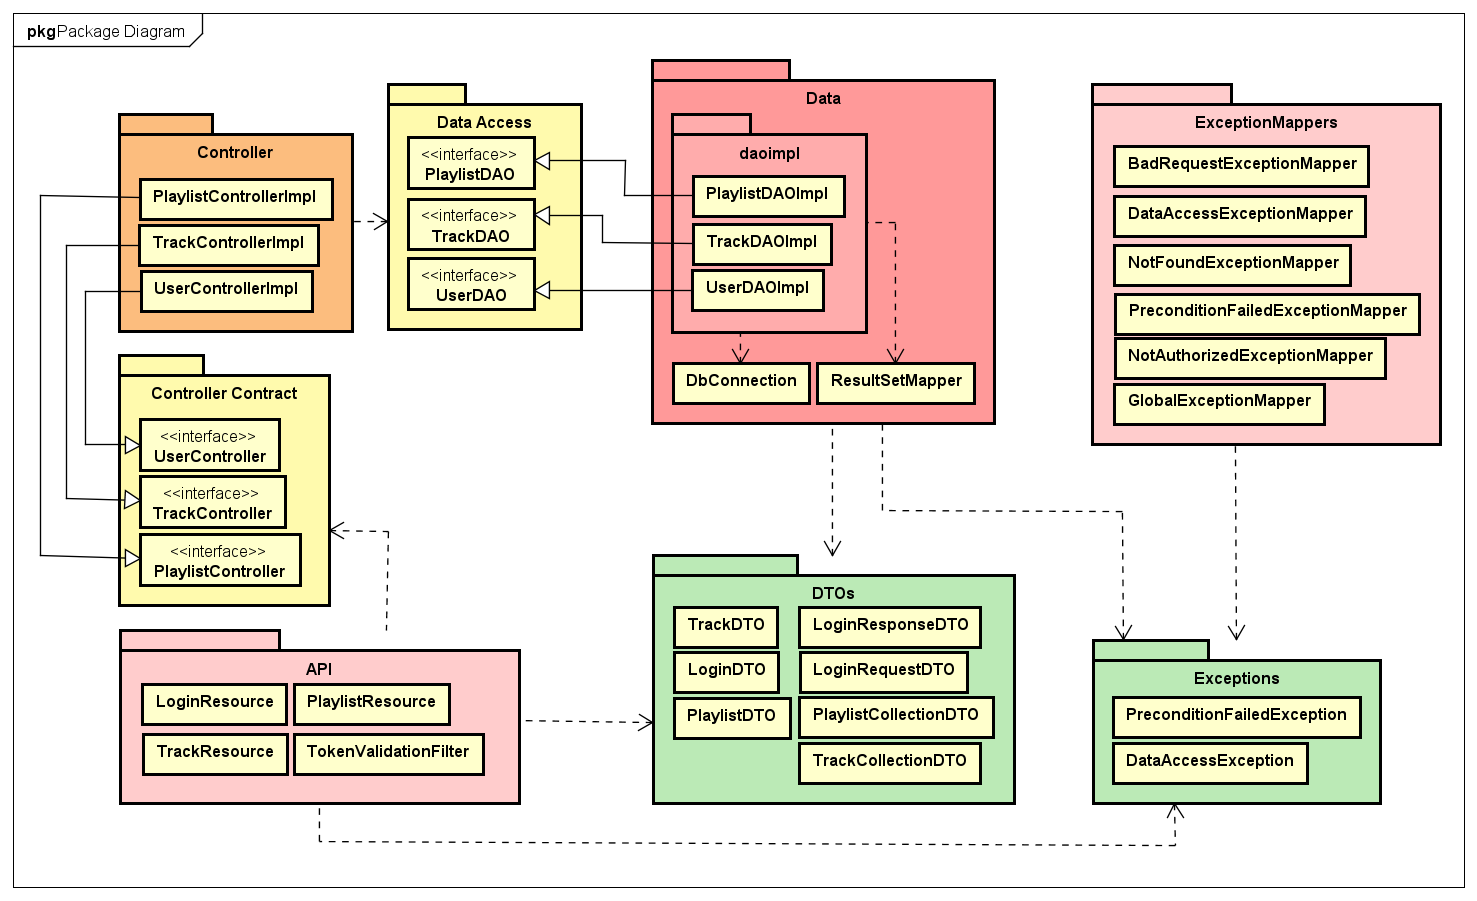 pkg Package Diagram
Controller
PlaylistControllerImpl
TrackControllerImpl
UserControllerImpl
Data Access
<<interface>>
PlaylistDAO
<<interface>>
TrackDAO
<<interface>>
UserDAO
Data
daoimpl
PlaylistDAOImpl
TrackDAOImpl
UserDAOImpl
DbConnection
ResultSetMapper
ExceptionMappers
BadRequestExceptionMapper
DataAccessExceptionMapper
NotFoundExceptionMapper
PreconditionFailedExceptionMapper
NotAuthorizedExceptionMapper
GlobalExceptionMapper
Controller Contract
<<interface>>
UserController
<<interface>>
TrackController
<<interface>>
PlaylistController
API
LoginResource
PlaylistResource
TrackResource
TokenValidationFilter
DTOs
TrackDTO
LoginResponseDTO
LoginDTO
LoginRequestDTO
PlaylistDTO
PlaylistCollectionDTO
TrackCollectionDTO
Exceptions
PreconditionFailedException
DataAccessException